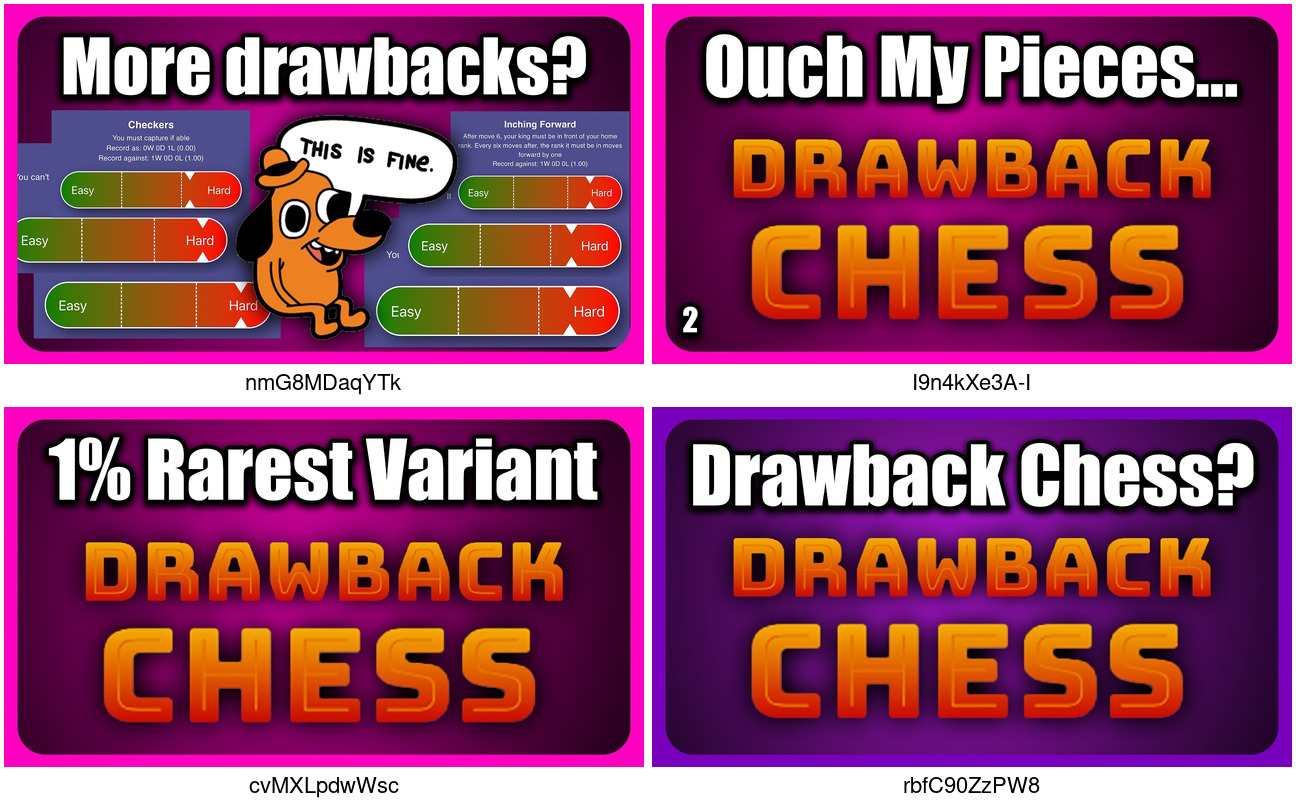 More drawbacks?
Checkers
You must capture if able
Record as: 0W 0D 1L (0.00)
Record against: 1W 0D 0L (1.00)
You can't
Easy
Hard
Easy
Hard
Easy
Hard
THIS IS FINE.
Inching Forward
After move 6, your king must be in front of your home
rank. Every six moves after, the rank it must be in moves
forward by one
Record against: 1W 0D 0L (1.00)
Easy
Hard
You
Easy
Hard
Easy
Hard
nmG8MDaqYTk
Ouch My Pieces...
DRAWBACK
CHESS
2
I9n4kXe3A-I
1% Rarest Variant
DRAWBACK
CHESS
cvMXLpdwWsc
Drawback Chess?
DRAWBACK
CHESS
rbfC90ZzPW8